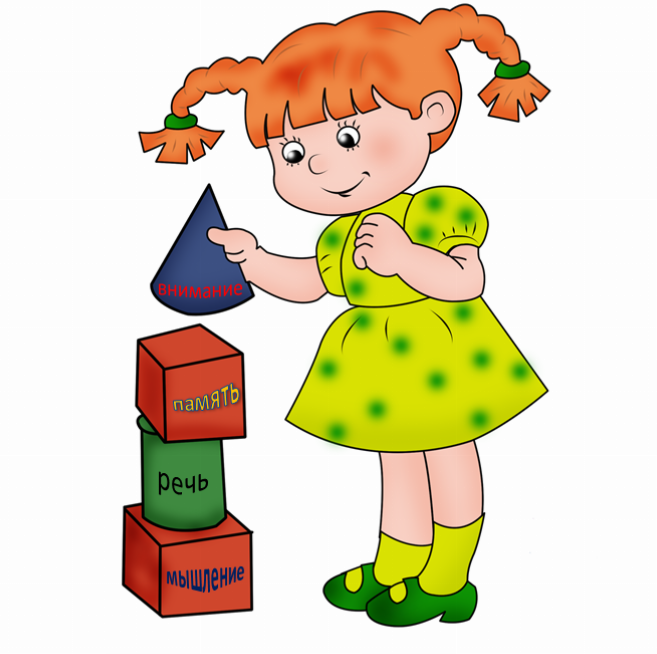 внимание
память
речь
мышление